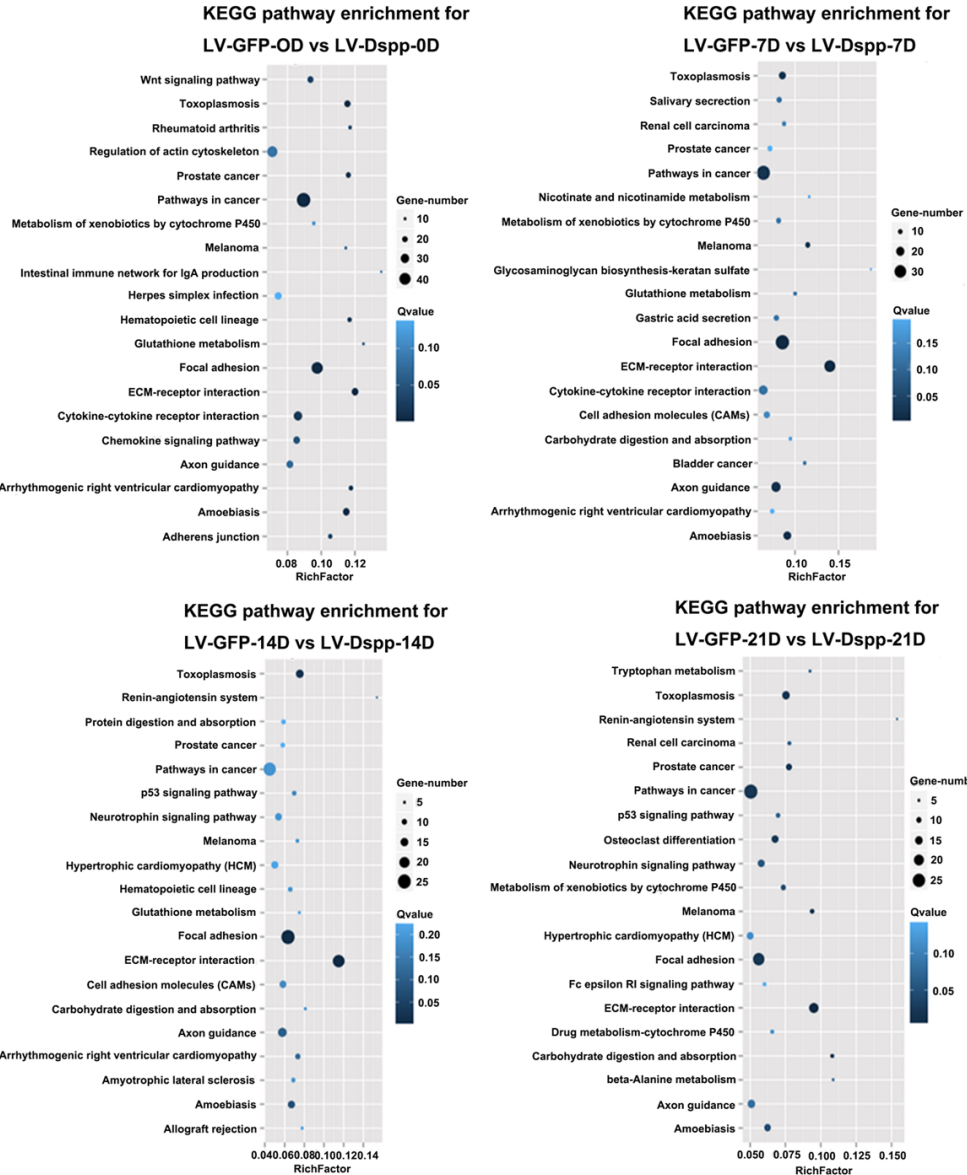 KEGG pathway enrichment for
LV-GFP-OD vs LV-Dspp-0D
Wnt signaling pathway
Toxoplasmosis
Rheumatoid arthritis
Regulation of actin cytoskeleton
Prostate cancer
Pathways in cancer
Metabolism of xenobiotics by cytochrome P450
Melanoma
Intestinal immune network for IgA production
Herpes simplex infection
Hematopoietic cell lineage
Glutathione metabolism
Focal adhesion
ECM-receptor interaction
Cytokine-cytokine receptor interaction
Chemokine signaling pathway
Axon guidance
Arrhythmogenic right ventricular cardiomyopathy
Amoebiasis
Adherens junction
0.08 0.10 0.12
RichFactor
Gene-number
10
20
30
40
Qvalue
0.10
0.05
KEGG pathway enrichment for
LV-GFP-7D vs LV-Dspp-7D
Toxoplasmosis
Salivary secretion
Renal cell carcinoma
Prostate cancer
Pathways in cancer
Nicotinate and nicotinamide metabolism
Metabolism of xenobiotics by cytochrome P450
Melanoma
Glycosaminoglycan biosynthesis-keratan sulfate
Glutathione metabolism
Gastric acid secretion
Focal adhesion
ECM-receptor interaction
Cytokine-cytokine receptor interaction
Cell adhesion molecules (CAMs)
Carbohydrate digestion and absorption
Bladder cancer
Axon guidance
Arrhythmogenic right ventricular cardiomyopathy
Amoebiasis
0.10 0.15
RichFactor
Gene-number
10
20
30
Qvalue
0.15
0.10
0.05
KEGG pathway enrichment for
LV-GFP-14D vs LV-Dspp-14D
Toxoplasmosis
Renin-angiotensin system
Protein digestion and absorption
Prostate cancer
Pathways in cancer
p53 signaling pathway
Neurotrophin signaling pathway
Melanoma
Hypertrophic cardiomyopathy (HCM)
Hematopoietic cell lineage
Glutathione metabolism
Focal adhesion
ECM-receptor interaction
Cell adhesion molecules (CAMs)
Carbohydrate digestion and absorption
Axon guidance
Arrhythmogenic right ventricular cardiomyopathy
Amyotrophic lateral sclerosis
Amoebiasis
Allograft rejection
0.04 0.06 0.08 0.10 0.12 0.14
RichFactor
Gene-number
5
10
15
20
25
Qvalue
0.20
0.15
0.10
0.05
KEGG pathway enrichment for
LV-GFP-21D vs LV-Dspp-21D
Tryptophan metabolism
Toxoplasmosis
Renin-angiotensin system
Renal cell carcinoma
Prostate cancer
Pathways in cancer
p53 signaling pathway
Osteoclast differentiation
Neurotrophin signaling pathway
Metabolism of xenobiotics by cytochrome P450
Melanoma
Hypertrophic cardiomyopathy (HCM)
Focal adhesion
Fc epsilon RI signaling pathway
ECM-receptor interaction
Drug metabolism-cytochrome P450
Carbohydrate digestion and absorption
beta-Alanine metabolism
Axon guidance
Amoebiasis
0.050 0.075 0.100 0.125 0.150
RichFactor
Gene-numb
5
10
15
20
25
Qvalue
0.10
0.05